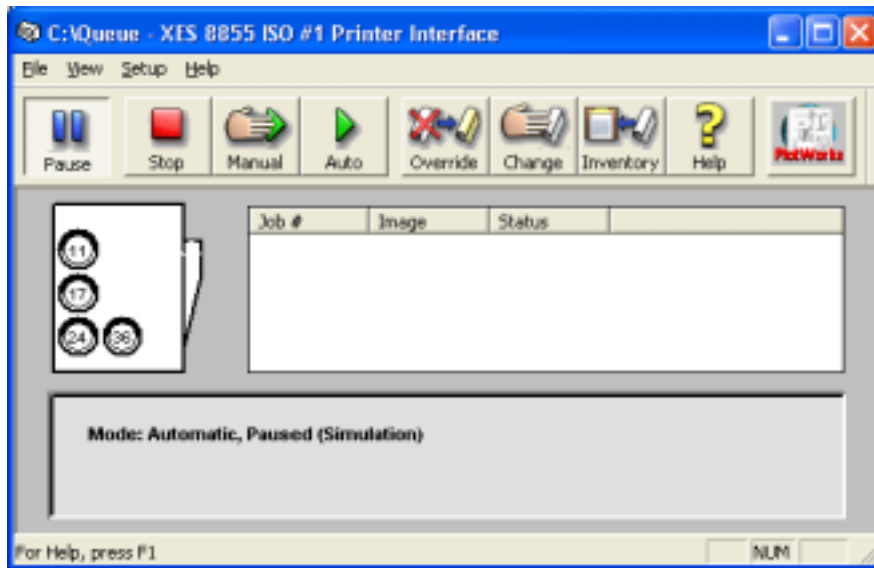 C:\Queue - XES 8855 ISO #1 Printer Interface
File View Setup Help
Pause Stop Manual Auto Override Change Inventory Help PlotWorks
Job # Image Status
11
17
24 36
Mode: Automatic, Paused (Simulation)
For Help, press F1 NUM